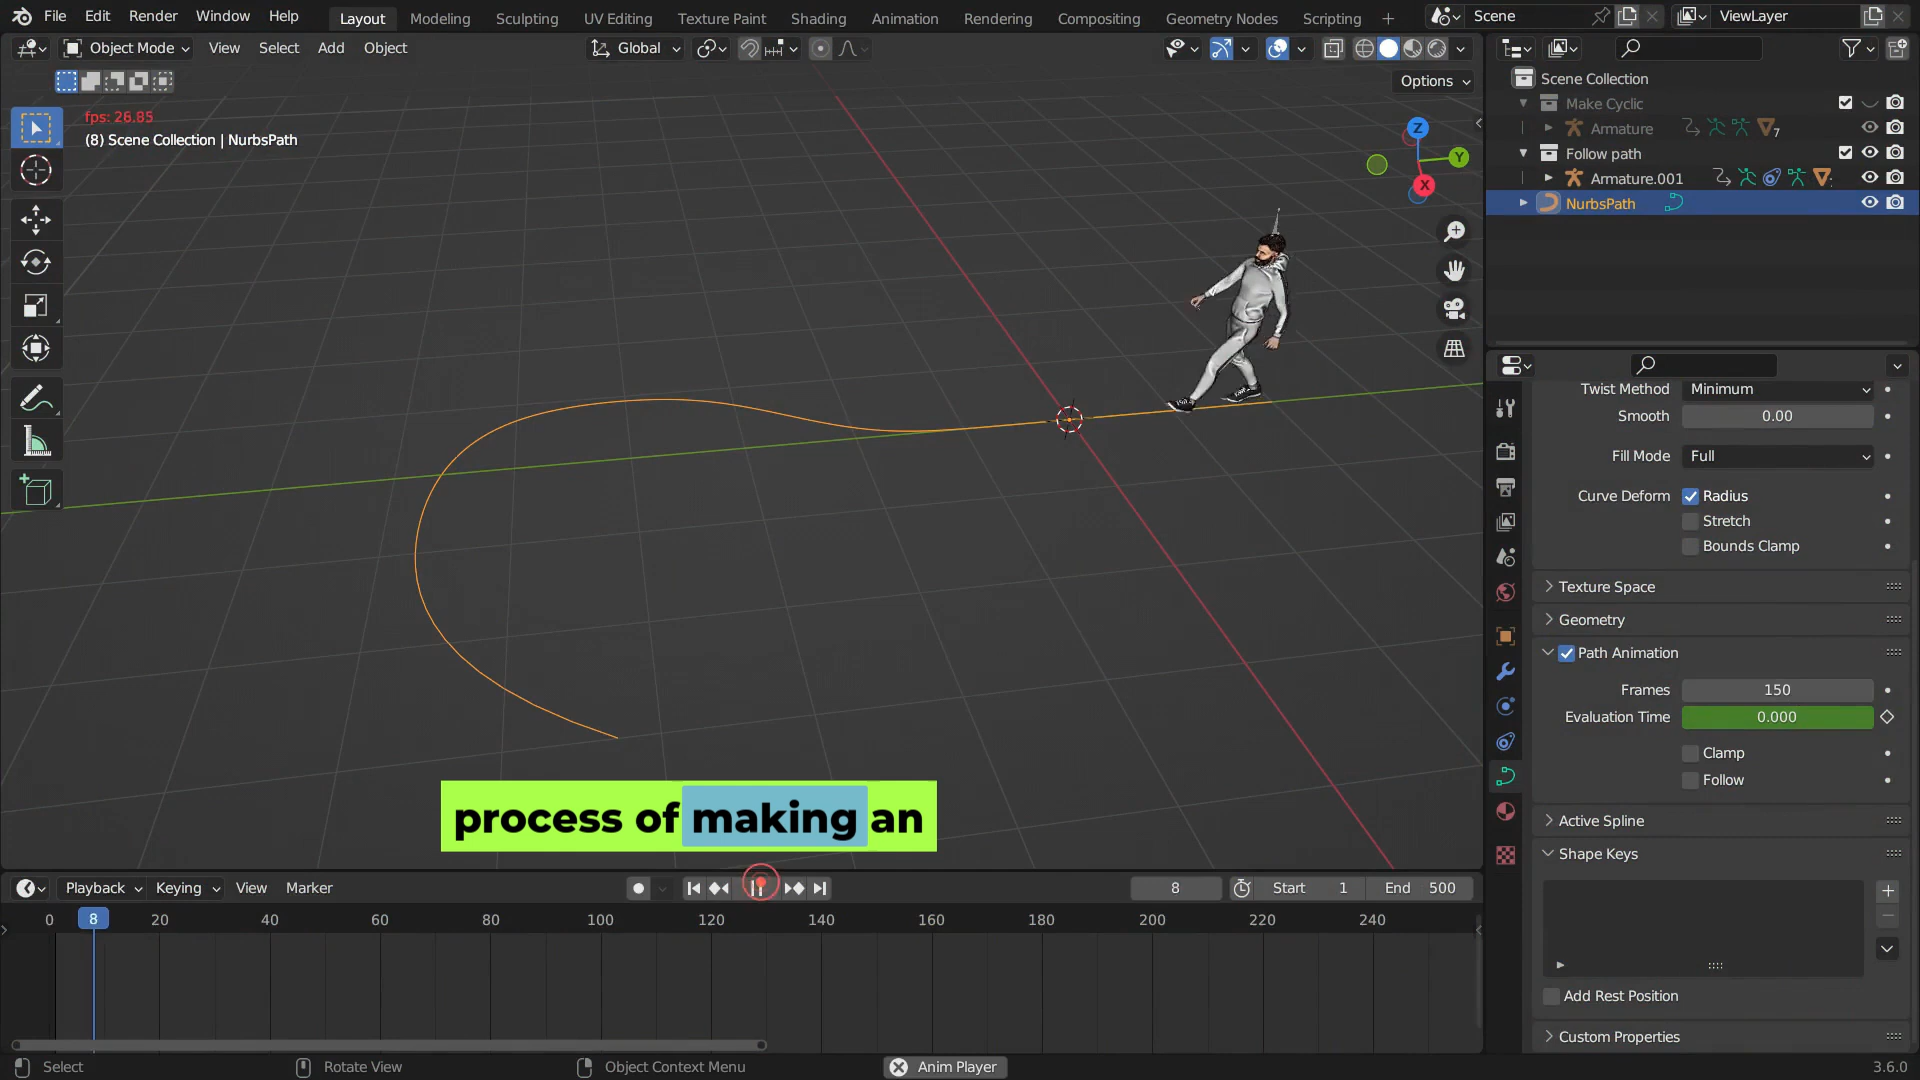 File Edit Render Window Help Layout Modeling Sculpting UV Editing Texture Paint Shading Animation Rendering Compositing Geometry Nodes Scripting + Scene ViewLayer
Object Mode View Select Add Object Global
Options
fps: 26.85
(8) Scene Collection | NurbsPath
Z
Y
X
Scene Collection
Make Cyclic
Armature 7
Follow path
Armature.001
NurbsPath
Twist Method Minimum
Smooth 0.00
Fill Mode Full
Curve Deform Radius
Stretch
Bounds Clamp
Texture Space
Geometry
Path Animation
Frames 150
Evaluation Time 0.000
Clamp
Follow
Active Spline
Shape Keys
Add Rest Position
Custom Properties
process of making an
Playback Keying View Marker 8 Start 1 End 500
0 8 20 40 60 80 100 120 140 160 180 200 220 240
Select Rotate View Object Context Menu Anim Player 3.6.0